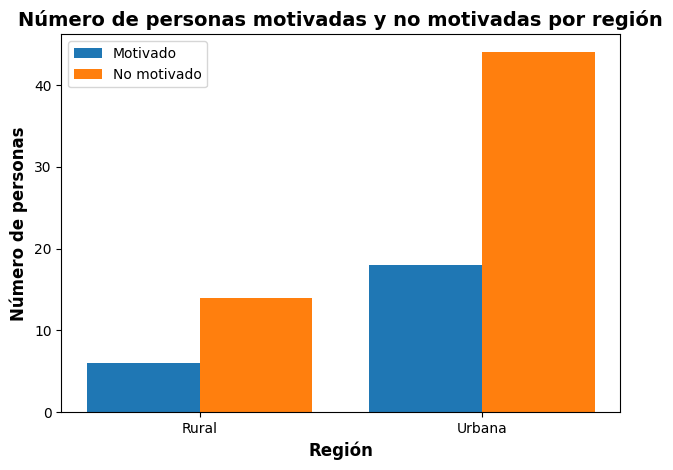 Número de personas motivadas y no motivadas por región
Motivado
No motivado
Número de personas
40
30
20
10
0
Rural
Urbana
Región